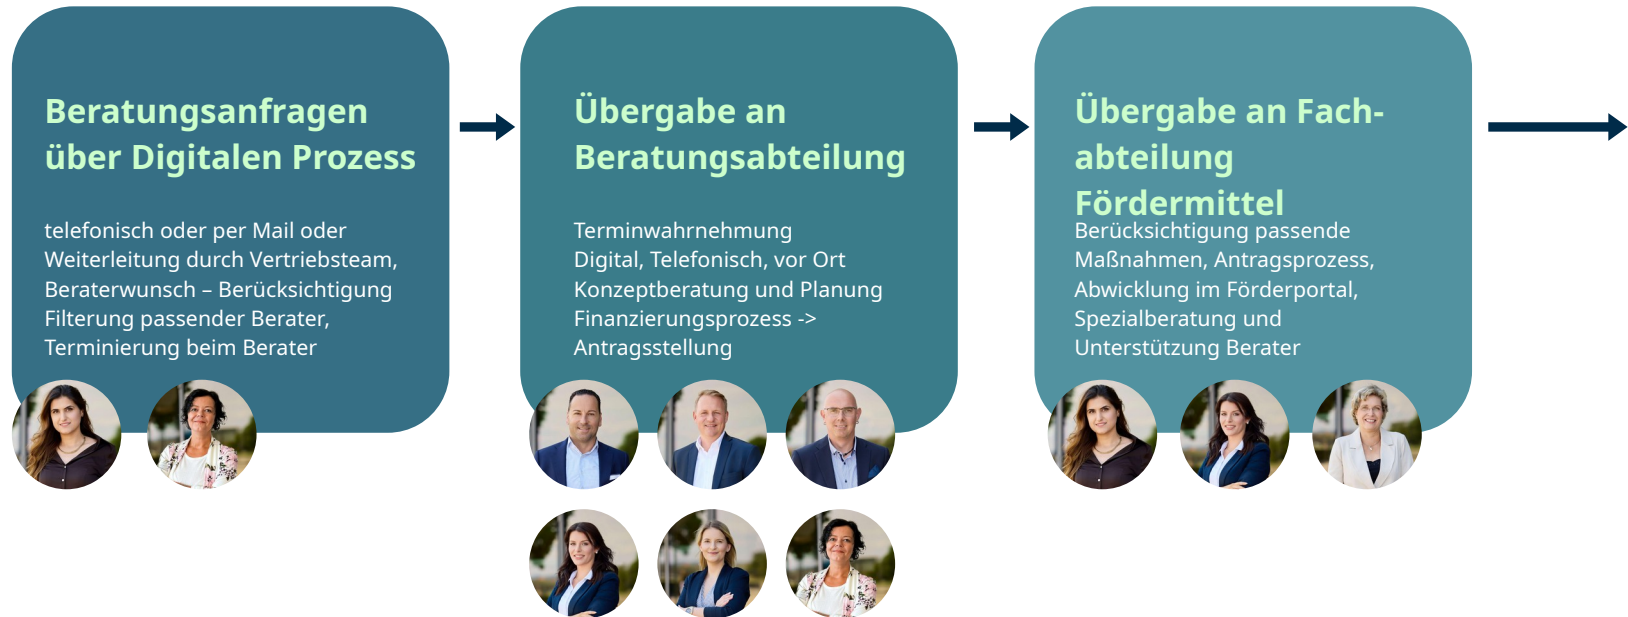 Beratungsanfragen
über Digitalen Prozess
telefonisch oder per Mail oder
Weiterleitung durch Vertriebsteam,
Beraterwunsch – Berücksichtigung
Filterung passender Berater,
Terminierung beim Berater
Übergabe an
Beratungsabteilung
Terminwahrnehmung
Digital, Telefonisch, vor Ort
Konzeptberatung und Planung
Finanzierungsprozess ->
Antragsstellung
Übergabe an Fach-
abteilung
Fördermittel
Berücksichtigung passende
Maßnahmen, Antragsprozess,
Abwicklung im Förderportal,
Spezialberatung und
Unterstützung Berater